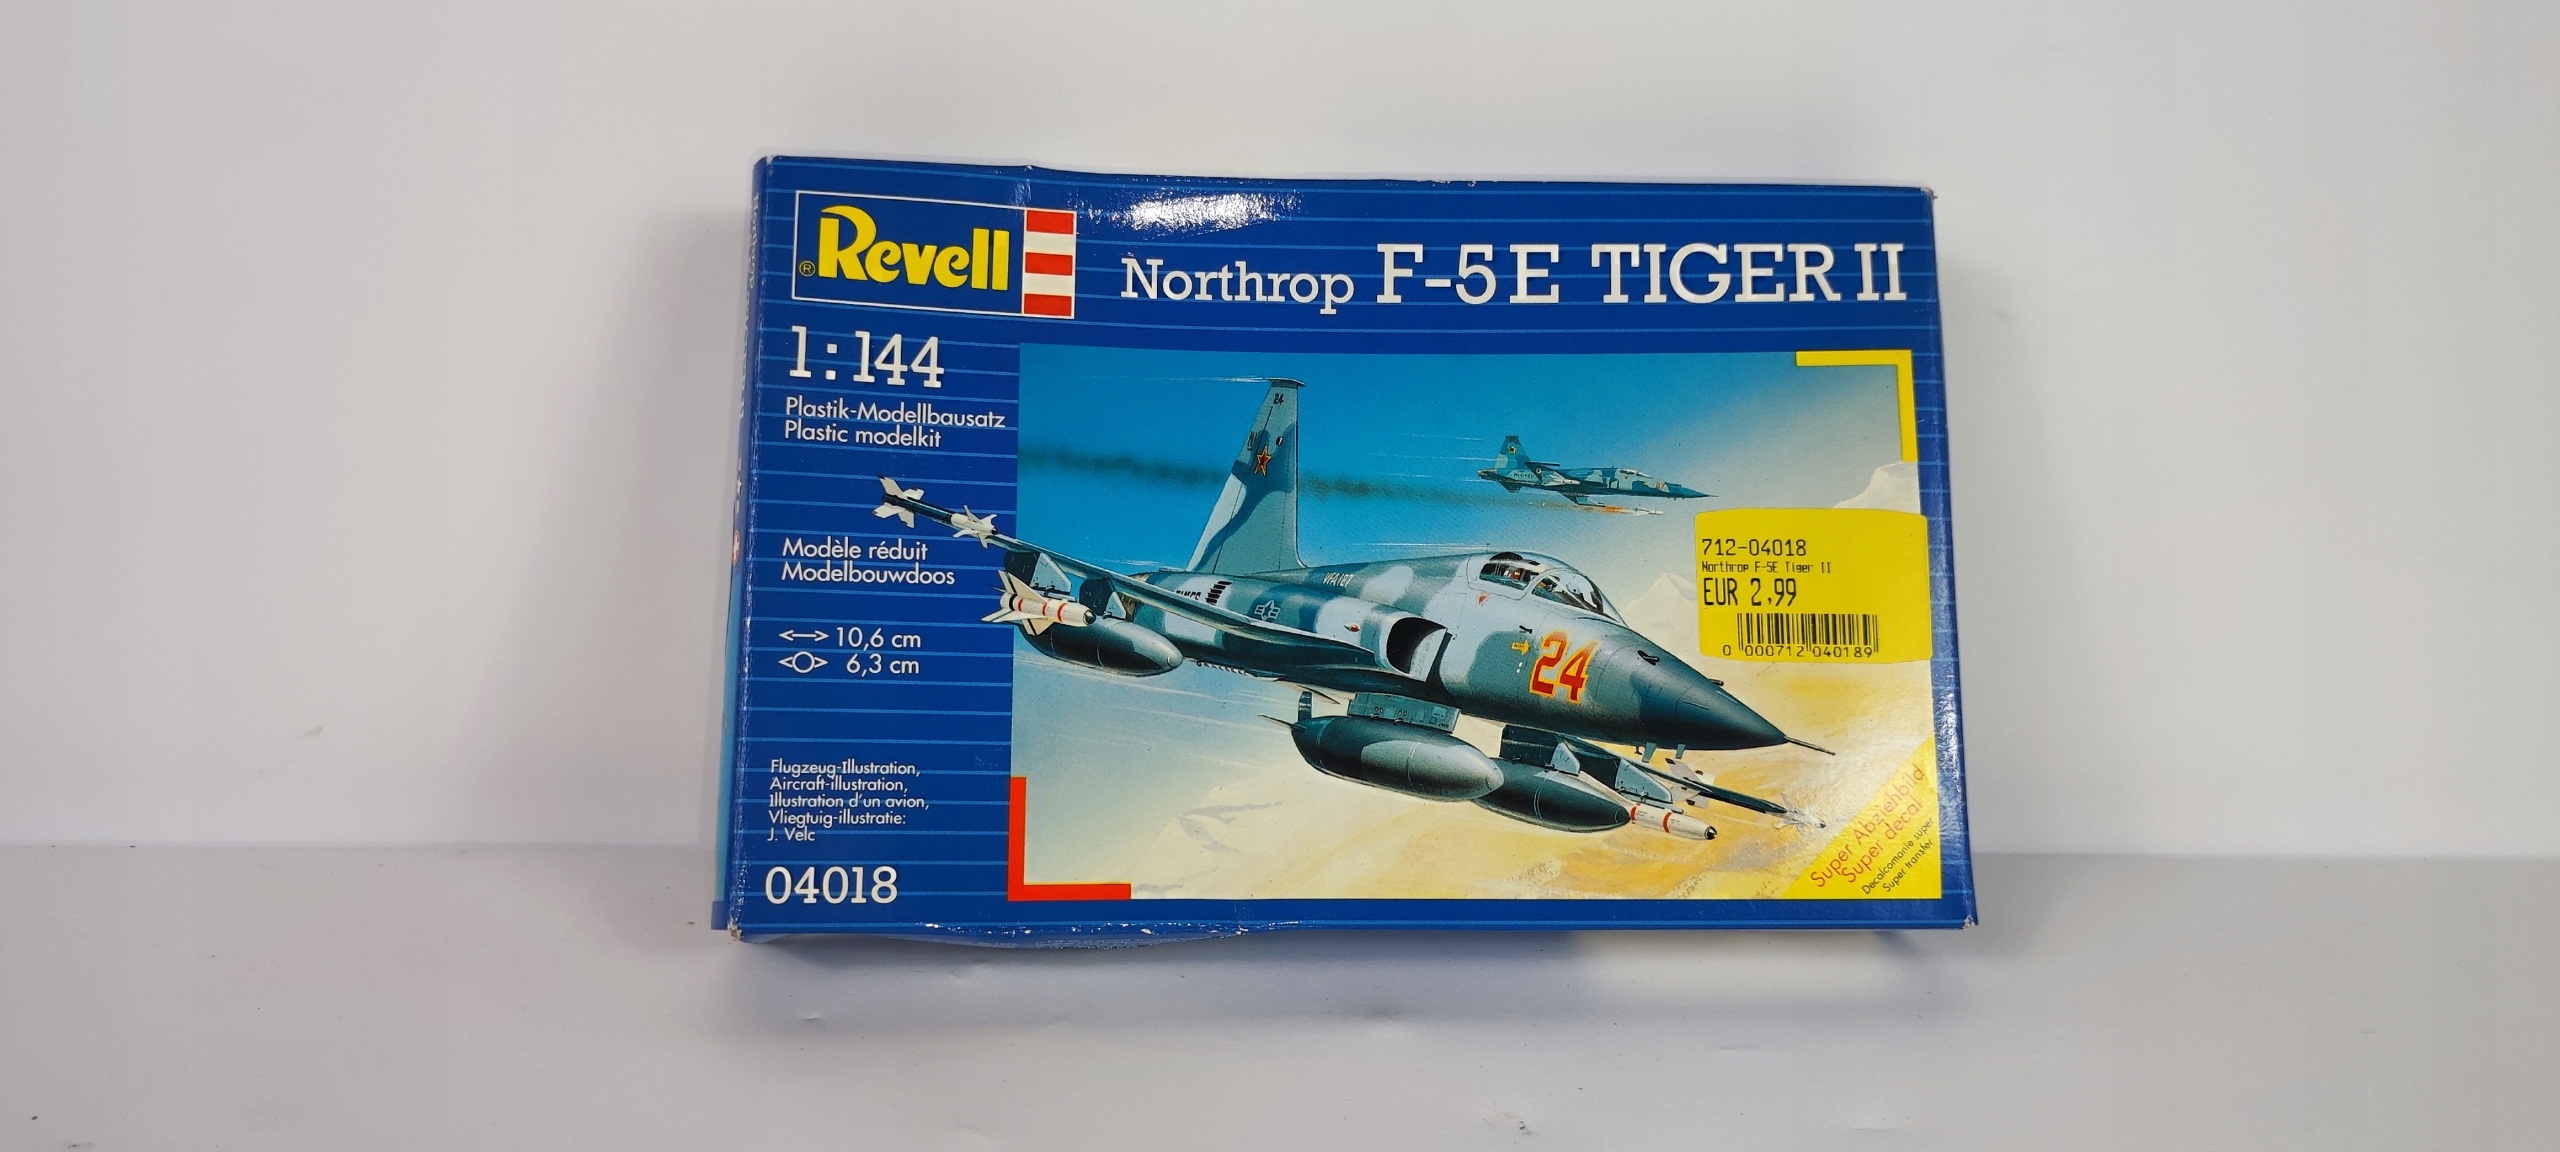 ® Revell
Northrop F-5E TIGER II
1:144
Plastik-Modellbausatz
Plastic modelkit
Modèle réduit
Modelbouwdoos
10,6 cm
6,3 cm
Flugzeug-Illustration,
Aircraft-illustration,
Illustration d'un avion,
Vliegtuig-illustratie:
J. Velc
04018
24
VFA127
24
712-04018
Northrop F-5E Tiger II
EUR 2,99
0 000712 040189
Super Abziehbild
Super decal
Decalcomanie super
Super transfer